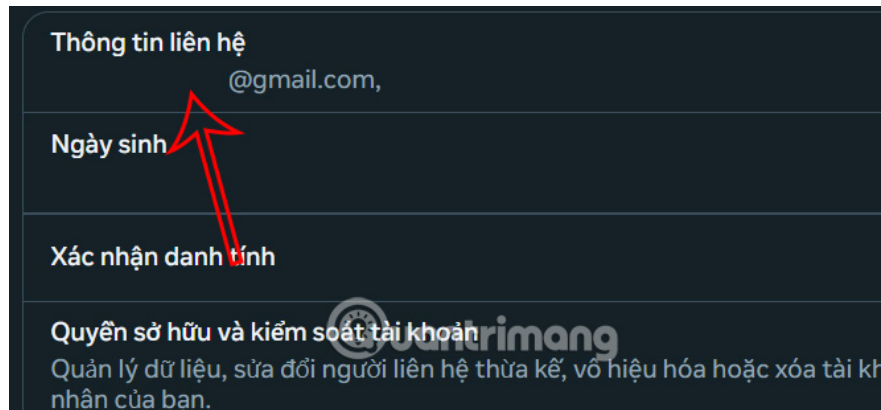 Thông tin liên hệ
@gmail.com,
Ngày sinh
Xác nhận danh tính
Quyền sở hữu và kiểm soát tài khoản
@uantrimang
Quản lý dữ liệu, sửa đổi người liên hệ thừa kế, vô hiệu hóa hoặc xóa tài kh
nhân của bạn.